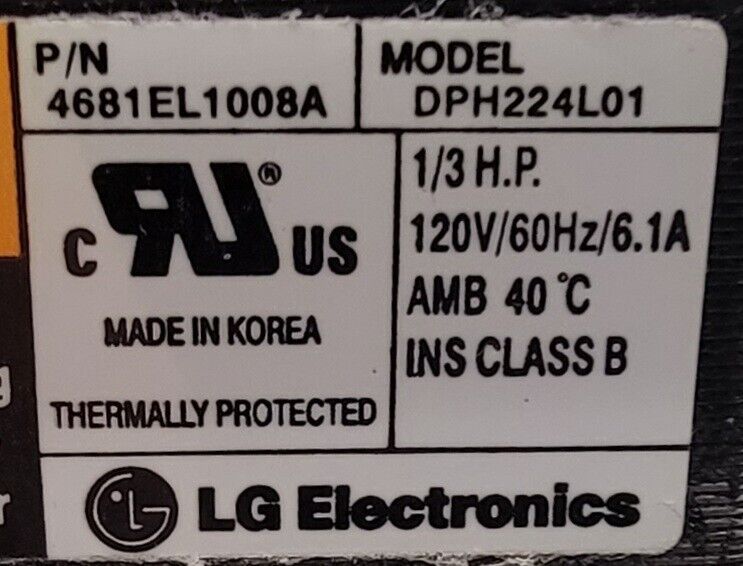 P/N
4681EL1008A
MODEL
DPH224L01
c RU® US
MADE IN KOREA
THERMALLY PROTECTED
1/3 H.P.
120V/60Hz/6.1A
AMB 40 °C
INS CLASS B
LG Electronics